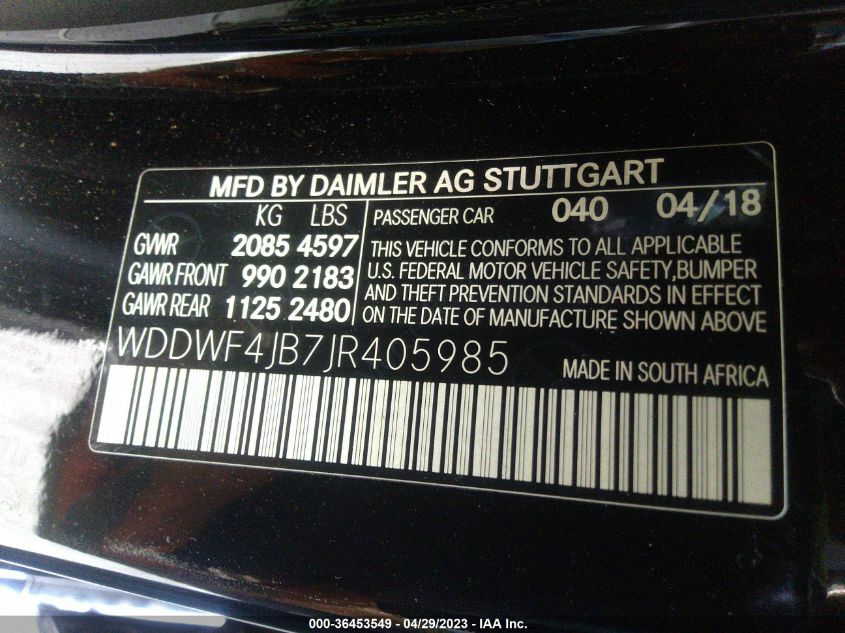 MFD BY DAIMLER AG STUTTGART
KG LBS
GVWR 2085 4597
GAWR FRONT 990 2183
GAWR REAR 1125 2480
PASSENGER CAR 040 04/18
THIS VEHICLE CONFORMS TO ALL APPLICABLE
U.S. FEDERAL MOTOR VEHICLE SAFETY,BUMPER
AND THEFT PREVENTION STANDARDS IN EFFECT
ON THE DATE OF MANUFACTURE SHOWN ABOVE
WDDWF4JB7JR405985
MADE IN SOUTH AFRICA
000-36453549 / 04/29/2023 - IAA Inc.